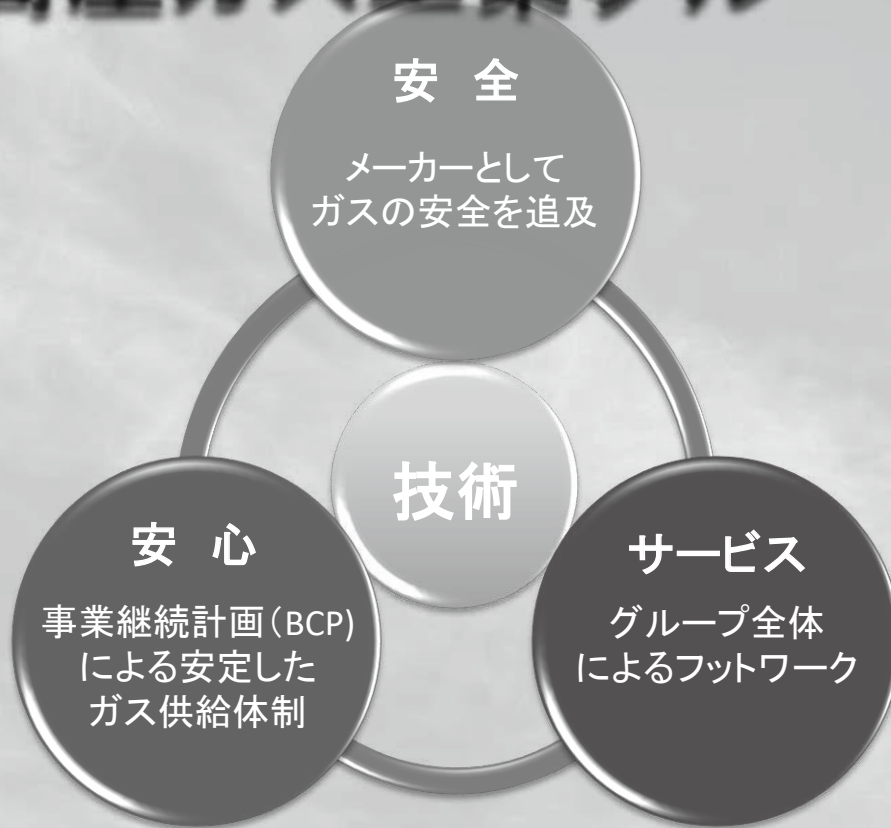 安 全
メーカーとして
ガスの安全を追及
技術
安 心
事業継続計画(BCP)
による安定した
ガス供給体制
サービス
グループ全体
によるフットワーク